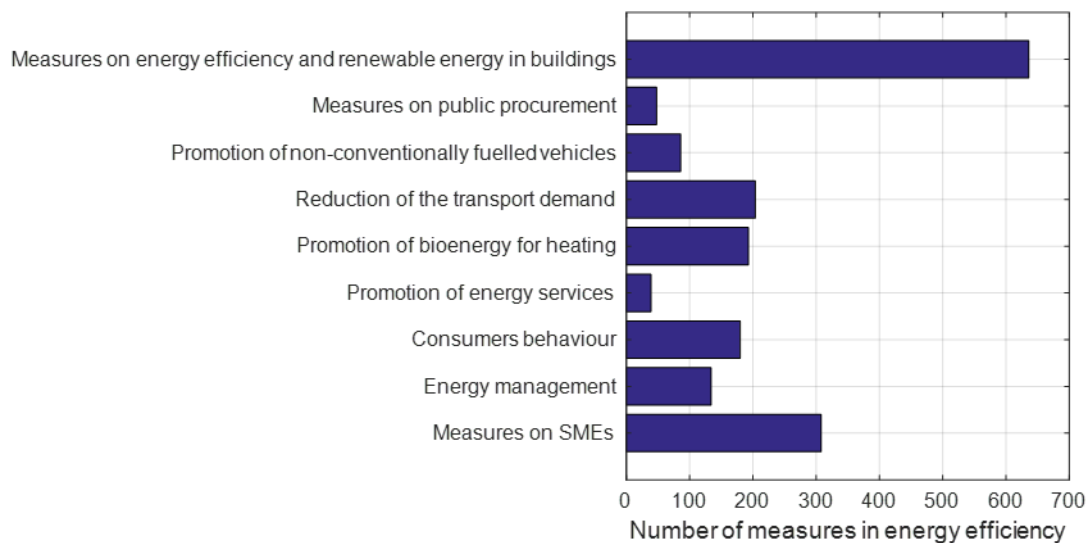 Measures on energy efficiency and renewable energy in buildings
Measures on public procurement
Promotion of non-conventionally fuelled vehicles
Reduction of the transport demand
Promotion of bioenergy for heating
Promotion of energy services
Consumers behaviour
Energy management
Measures on SMEs
0 100 200 300 400 500 600 700
Number of measures in energy efficiency